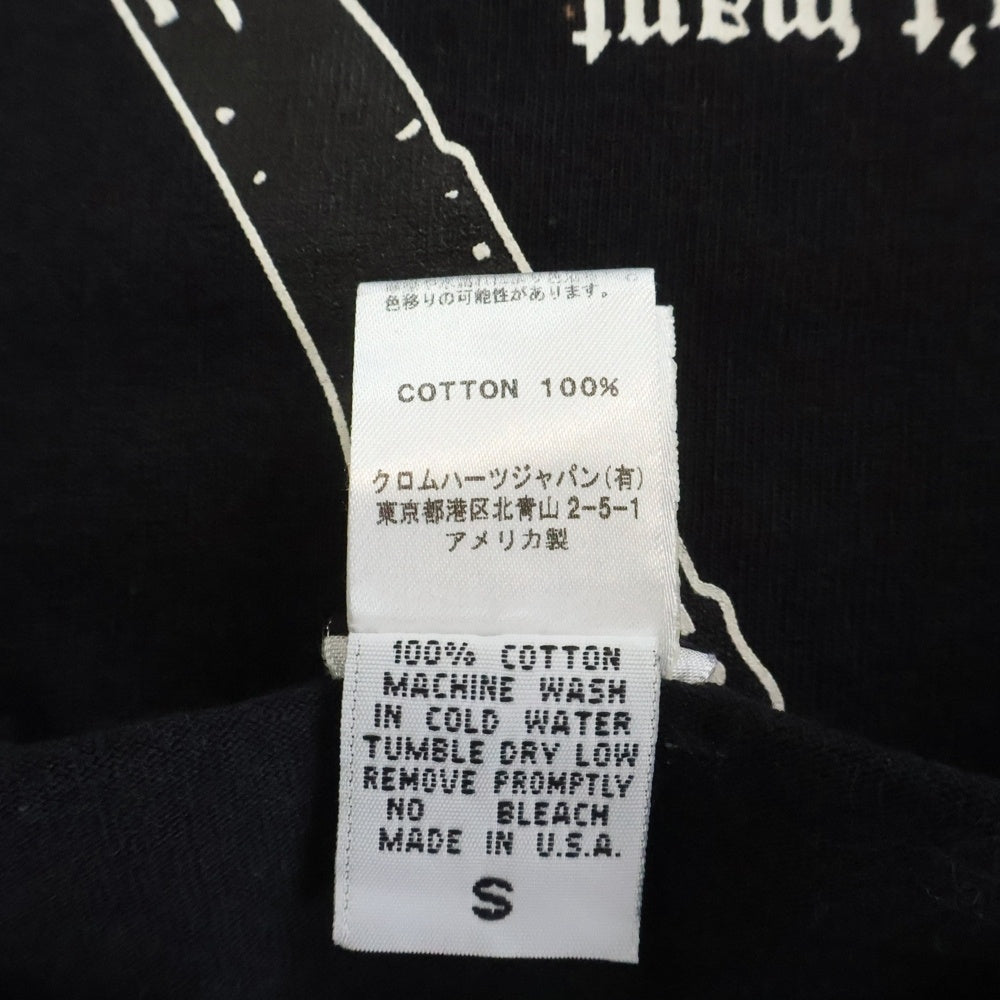 't want
色移りの可能性があります。
COTTON 100%
クロムハーツジャパン(有)
東京都港区北青山2-5-1
アメリカ製
100% COTTON
MACHINE WASH
IN COLD WATER
TUMBLE DRY LOW
REMOVE PROMPTLY
NO BLEACH
MADE IN U.S.A.
S